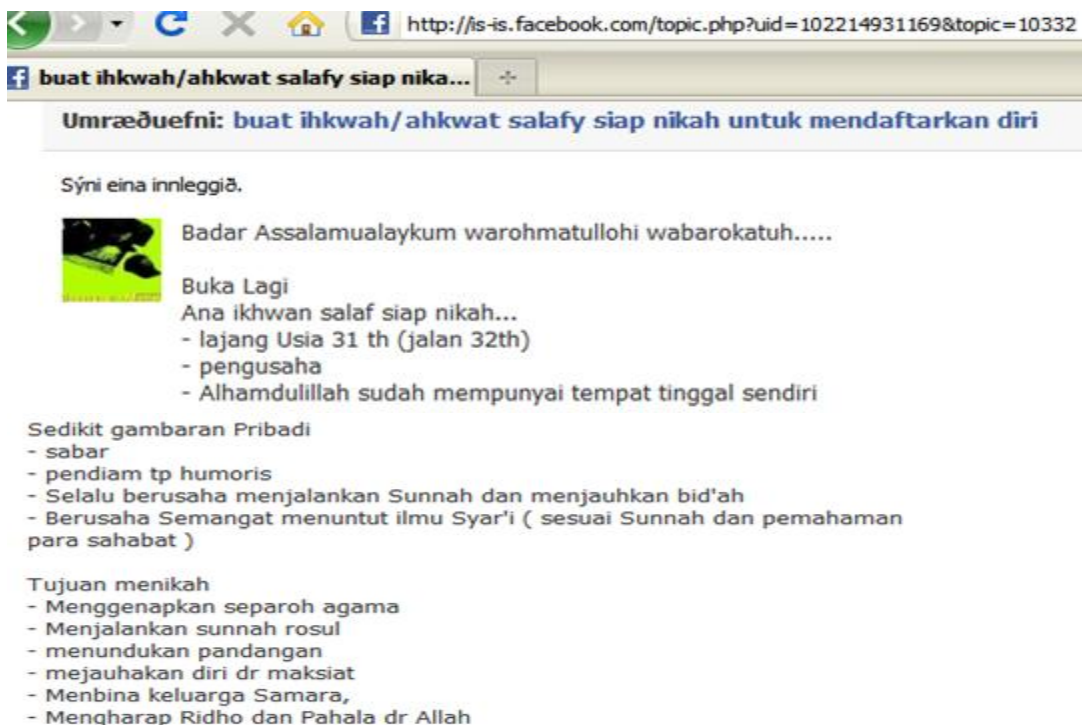 http://is-is.facebook.com/topic.php?uid=102214931169&topic=10332
buat ihkwah/ahkwat salafy siap nika...
Umræðuefni: buat ihkwah/ahkwat salafy siap nikah untuk mendaftarkan diri
Sýni eina innleggið.
Badar Assalamualaykum warohmatullohi wabarokatuh.....
Buka Lagi
Ana ikhwan salaf siap nikah...
- lajang Usia 31 th (jalan 32th)
- pengusaha
- Alhamdulillah sudah mempunyai tempat tinggal sendiri
Sedikit gambaran Pribadi
- sabar
- pendiam tp humoris
- Selalu berusaha menjalankan Sunnah dan menjauhkan bid'ah
- Berusaha Semangat menuntut ilmu Syar'i ( sesuai Sunnah dan pemahaman
para sahabat )
Tujuan menikah
- Menggenapkan separoh agama
- Menjalankan sunnah rosul
- menundukan pandangan
- mejauhakan diri dr maksiat
- Menbina keluarga Samara,
- Mengharap Ridho dan Pahala dr Allah